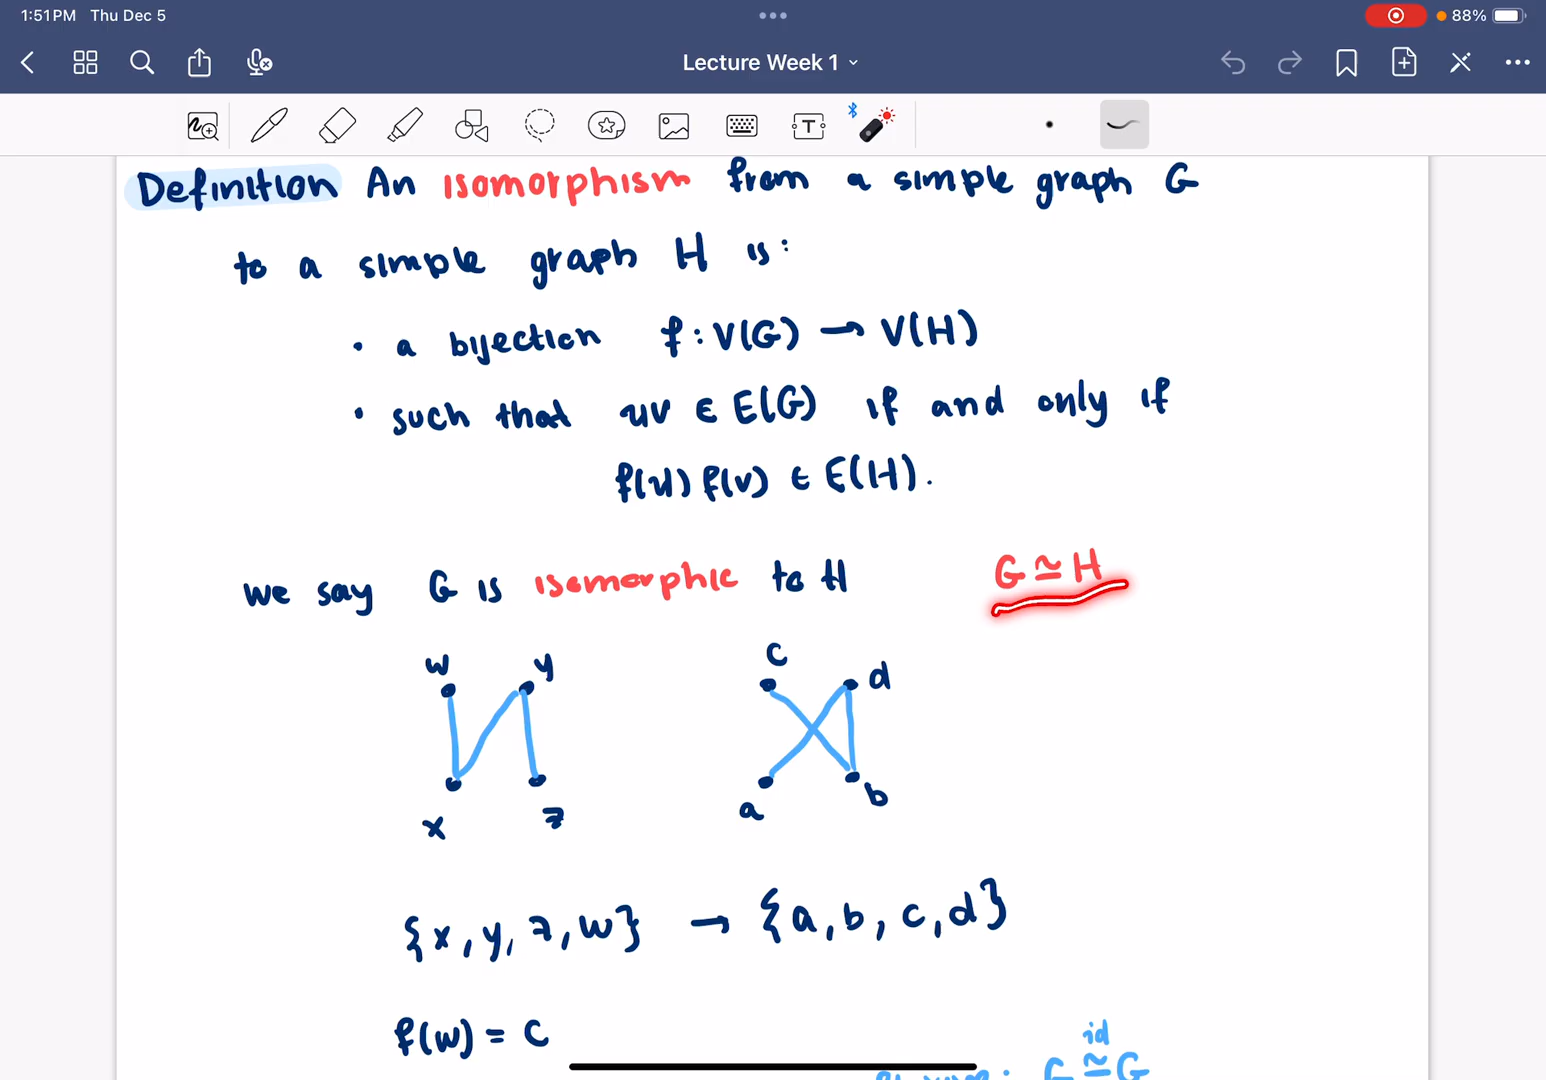 1:51 PM Thu Dec 5
88%
Lecture Week 1
Definition An isomorphism from a simple graph G
to a simple graph H is:
• a bijection f: V(G) → V(H)
• such that uv ∈ E(G) if and only if
f(u) f(v) ∈ E(H).
we say G is isomorphic to H G ≅ H
w y c d
x z a b
{x, y, z, w} → {a, b, c, d}
f(w) = c
id
G ≅ G